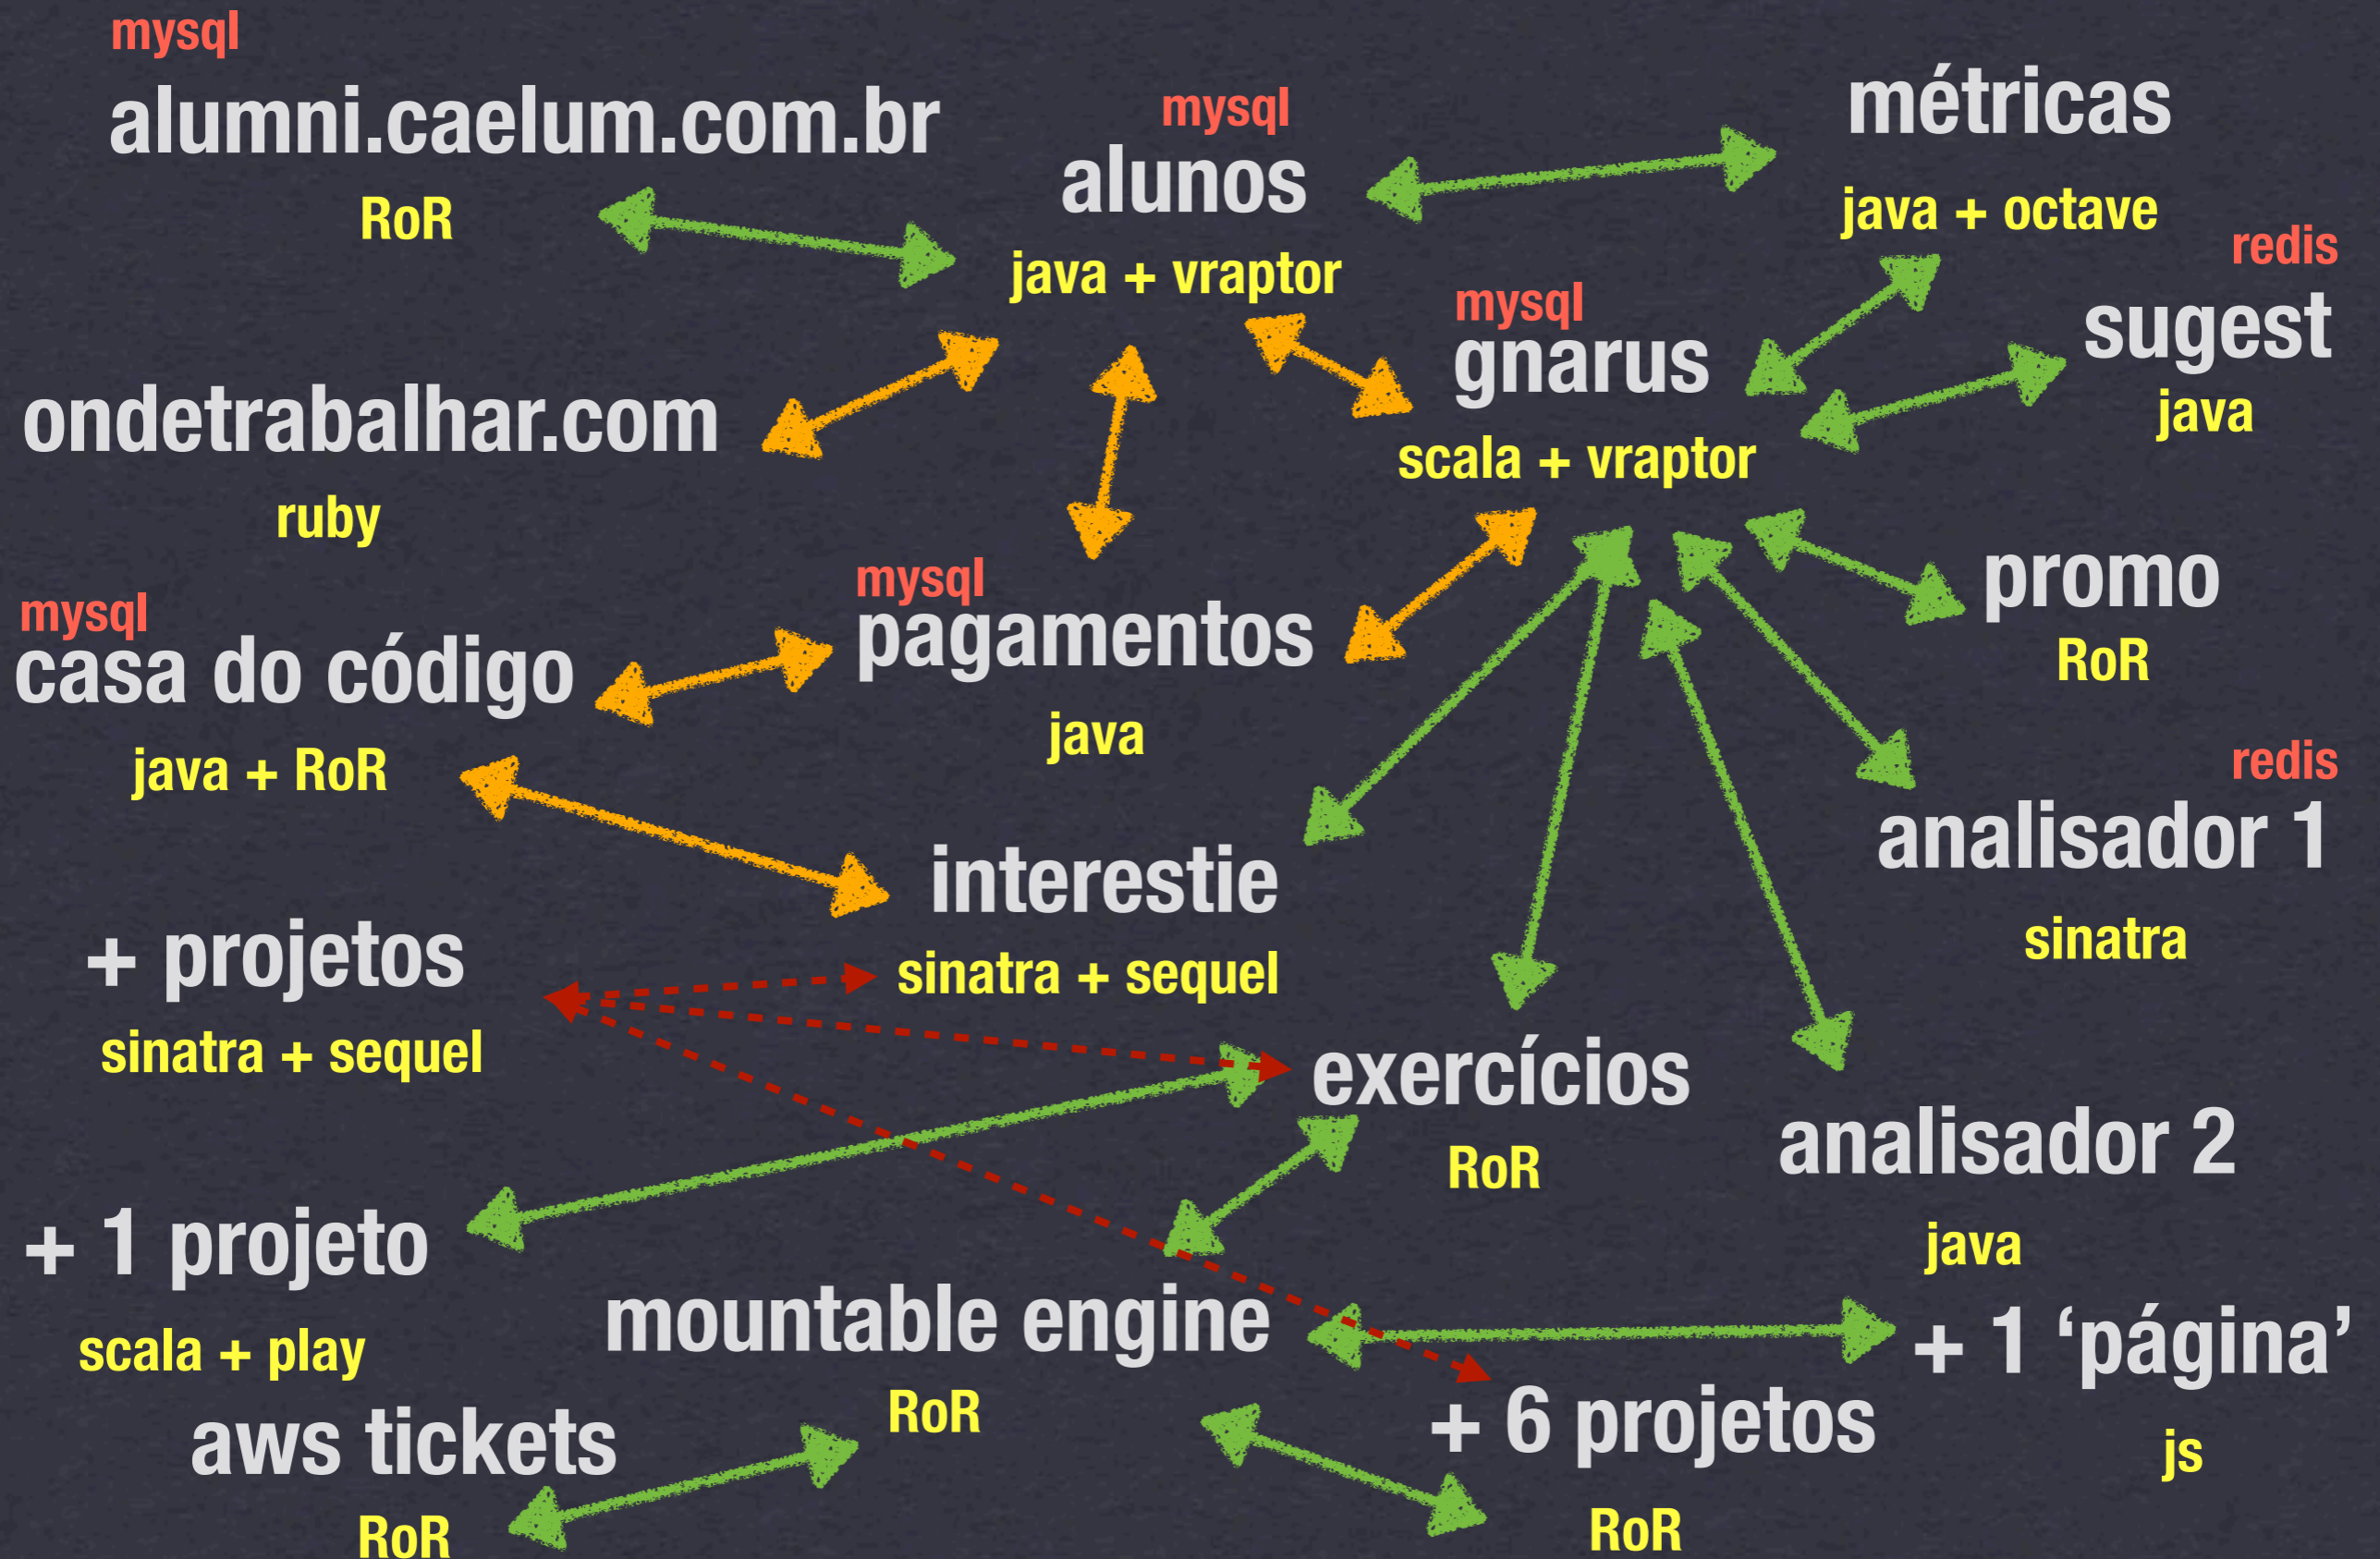 mysql
alumni.caelum.com.br
RoR
mysql
alunos
java + vraptor
métricas
java + octave
redis
sugest
java
mysql
gnarus
scala + vraptor
ondetrabalhar.com
ruby
mysql
pagamentos
java
promo
RoR
mysql
casa do código
java + RoR
redis
analisador 1
sinatra
interestie
sinatra + sequel
+ projetos
sinatra + sequel
exercícios
RoR
analisador 2
java
+ 1 projeto
scala + play
mountable engine
RoR
+ 1 ‘página’
js
+ 6 projetos
RoR
aws tickets
RoR